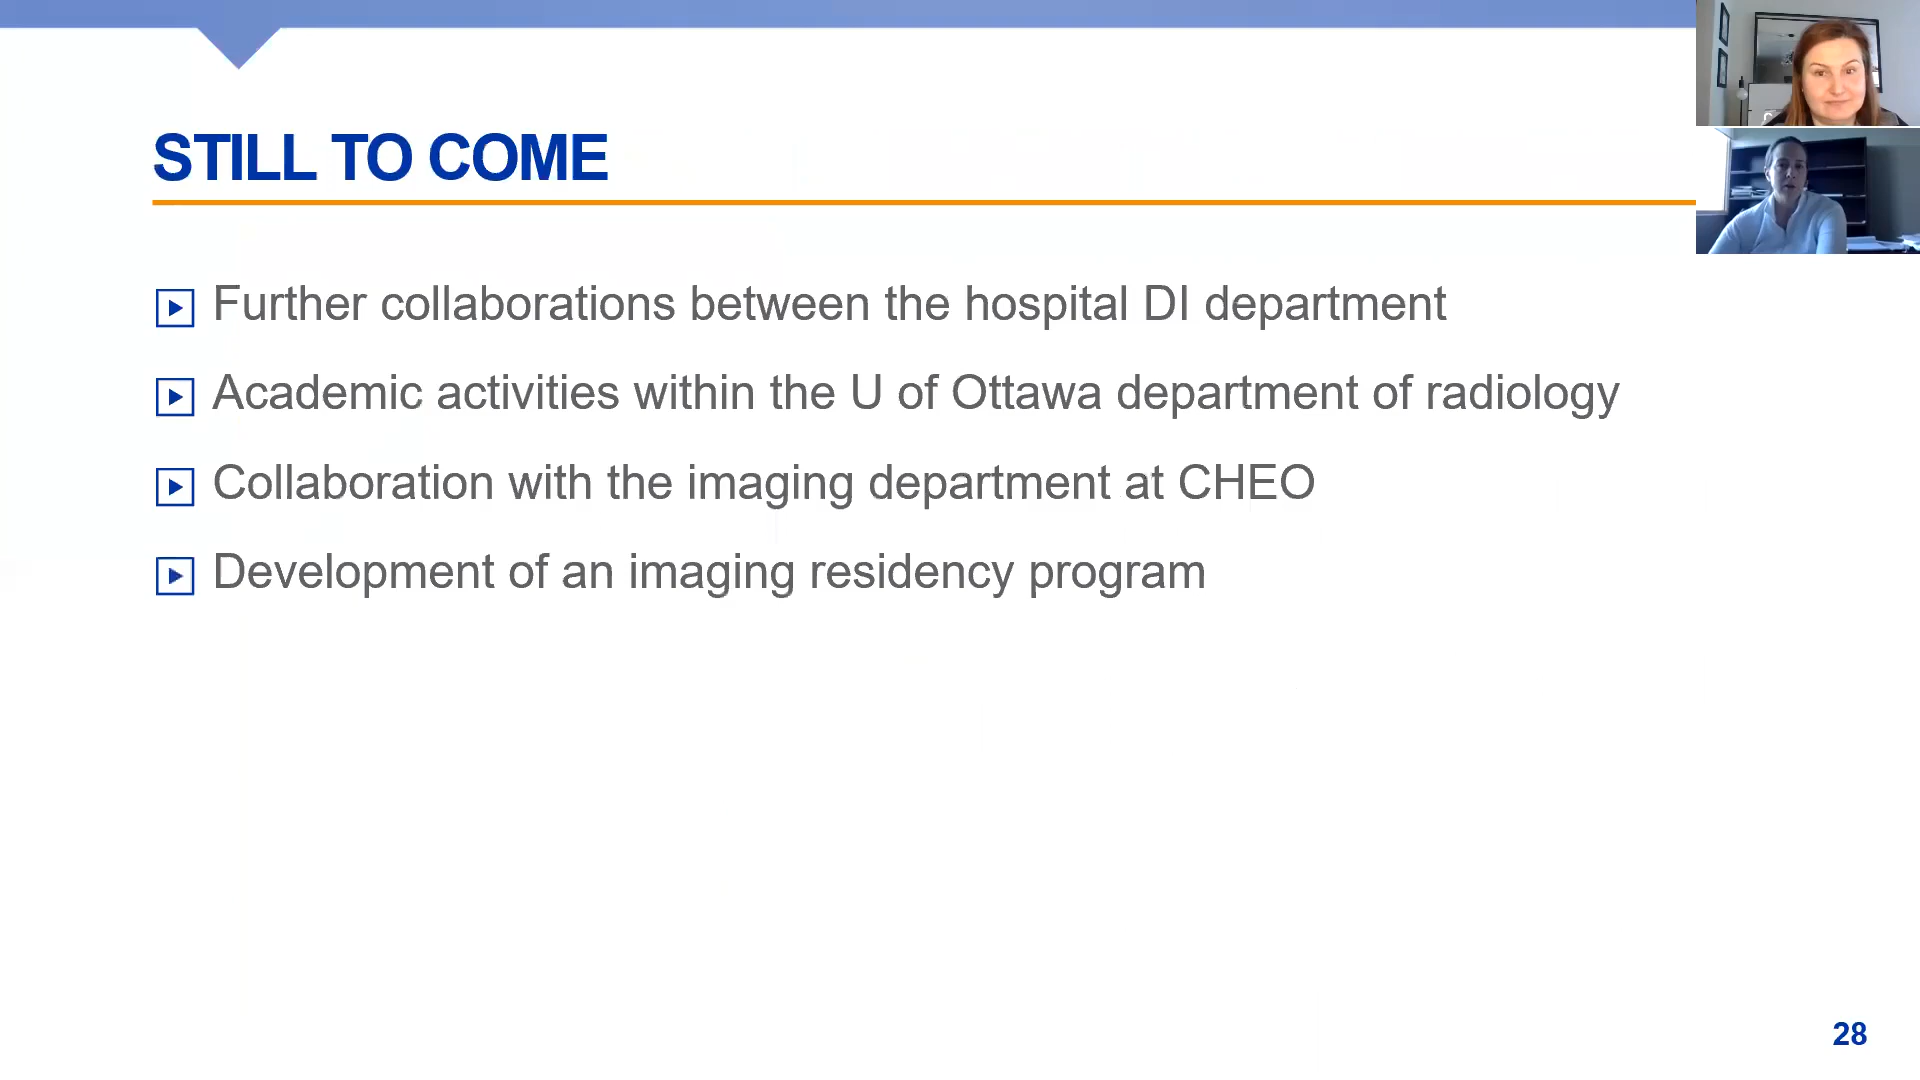 STILL TO COME
Further collaborations between the hospital DI department
Academic activities within the U of Ottawa department of radiology
Collaboration with the imaging department at CHEO
Development of an imaging residency program
28